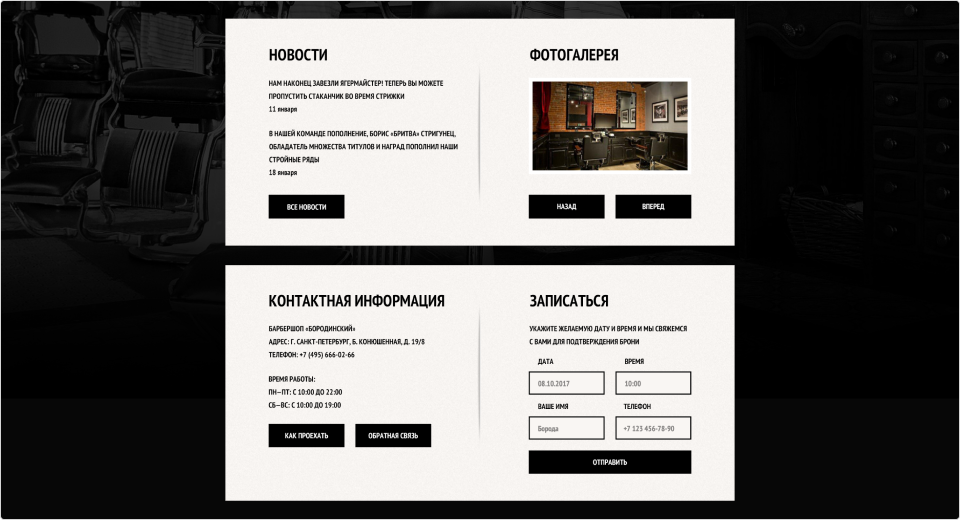 НОВОСТИ
НАМ НАКОНЕЦ ЗАВЕЗЛИ ЯГЕРМАЙСТЕР! ТЕПЕРЬ ВЫ МОЖЕТЕ
ПРОПУСТИТЬ СТАКАНЧИК ВО ВРЕМЯ СТРИЖКИ
11 января
В НАШЕЙ КОМАНДЕ ПОПОЛНЕНИЕ, БОРИС «БРИТВА» СТРИГУНЕЦ,
ОБЛАДАТЕЛЬ МНОЖЕСТВА ТИТУЛОВ И НАГРАД ПОПОЛНИЛ НАШИ
СТРОЙНЫЕ РЯДЫ
18 января
ВСЕ НОВОСТИ
ФОТОГАЛЕРЕЯ
НАЗАД
ВПЕРЕД
КОНТАКТНАЯ ИНФОРМАЦИЯ
БАРБЕРШОП «БОРОДИНСКИЙ»
АДРЕС: Г. САНКТ-ПЕТЕРБУРГ, Б. КОНЮШЕННАЯ, Д. 19/8
ТЕЛЕФОН: +7 (495) 666-02-66
ВРЕМЯ РАБОТЫ:
ПН—ПТ: С 10:00 ДО 22:00
СБ—ВС: С 10:00 ДО 19:00
КАК ПРОЕХАТЬ
ОБРАТНАЯ СВЯЗЬ
ЗАПИСАТЬСЯ
УКАЖИТЕ ЖЕЛАЕМУЮ ДАТУ И ВРЕМЯ И МЫ СВЯЖЕМСЯ
С ВАМИ ДЛЯ ПОДТВЕРЖДЕНИЯ БРОНИ
ДАТА
ВРЕМЯ
08.10.2017
10:00
ВАШЕ ИМЯ
ТЕЛЕФОН
Борода
+7 123 456-78-90
ОТПРАВИТЬ